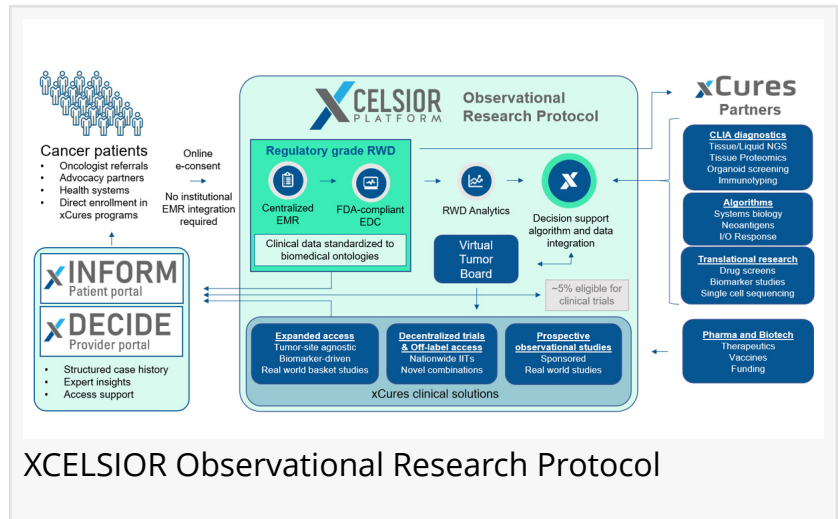 Cancer patients
• Oncologist referrals
• Advocacy partners
• Health systems
• Direct enrollment in
xCures programs
Online
e-consent
No institutional
EMR integration
required
xINFORM
Patient portal
xDECIDE
Provider portal
• Structured case history
• Expert insights
• Access support
XCELSIOR
PLATFORM
Observational
Research Protocol
Regulatory grade RWD
Centralized
EMR
FDA-compliant
EDC
Clinical data standardized to
biomedical ontologies
RWD Analytics
X
Decision support
algorithm and data
integration
Virtual
Tumor
Board
~5% eligible for
clinical trials
Expanded access
Tumor-site agnostic
Biomarker-driven
Real world basket studies
Decentralized trials
& Off-label access
Nationwide IITs
Novel combinations
Prospective
observational studies
Sponsored
Real world studies
xCures clinical solutions
xCures
Partners
CLIA diagnostics
Tissue/Liquid NGS
Tissue Proteomics
Organoid screening
Immunotyping
Algorithms
Systems biology
Neoantigens
I/O Response
Translational research
Drug screens
Biomarker studies
Single cell sequencing
Pharma and Biotech
Therapeutics
Vaccines
Funding
XCELSIOR Observational Research Protocol